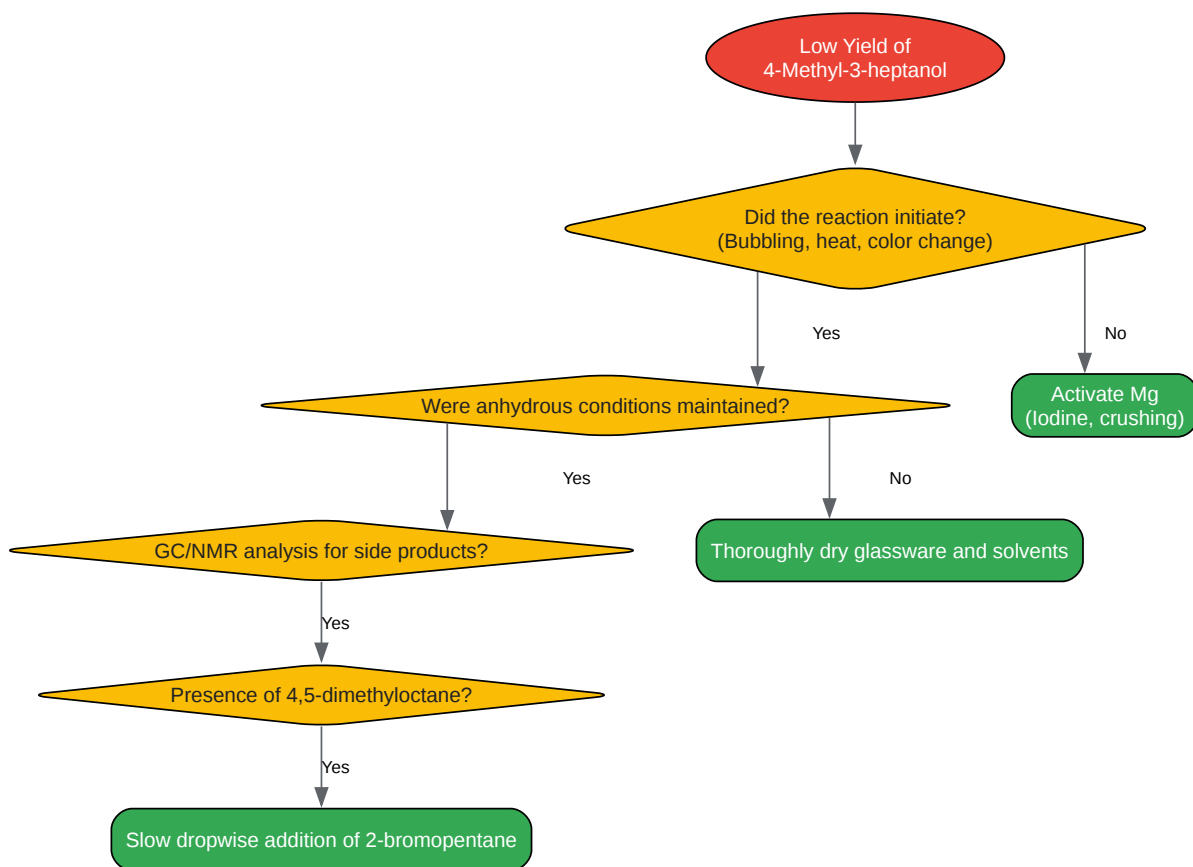 Low Yield of
4-Methyl-3-heptanol
Did the reaction initiate?
(Bubbling, heat, color change)
Yes
No
Were anhydrous conditions maintained?
Activate Mg
(Iodine, crushing)
Yes
No
GC/NMR analysis for side products?
Thoroughly dry glassware and solvents
Yes
Presence of 4,5-dimethyloctane?
Yes
Slow dropwise addition of 2-bromopentane